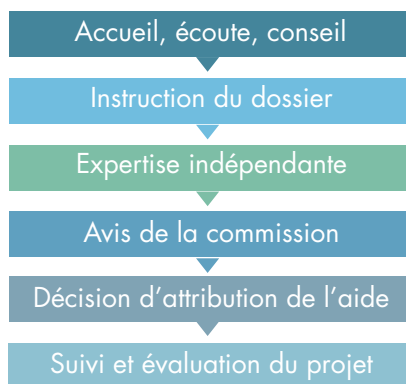 Accueil, écoute, conseil
Instruction du dossier
Expertise indépendante
Avis de la commission
Décision d’attribution de l’aide
Suivi et évaluation du projet